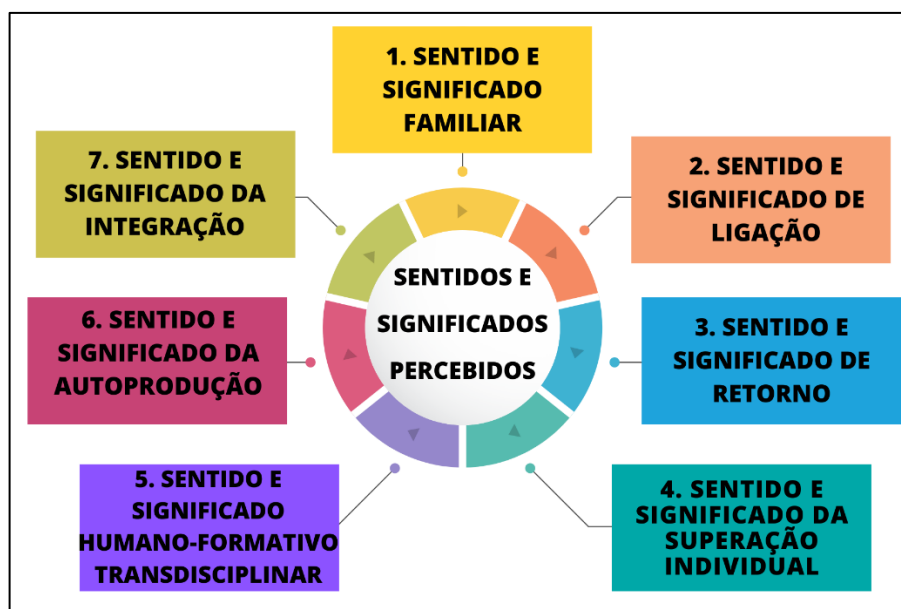 1. SENTIDO E
SIGNIFICADO
FAMILIAR
2. SENTIDO E
SIGNIFICADO DE
LIGAÇÃO
3. SENTIDO E
SIGNIFICADO DE
RETORNO
4. SENTIDO E
SIGNIFICADO DA
SUPERAÇÃO
INDIVIDUAL
5. SENTIDO E
SIGNIFICADO
HUMANO-FORMATIVO
TRANSDISCIPLINAR
6. SENTIDO E
SIGNIFICADO DA
AUTOPRODUÇÃO
7. SENTIDO E
SIGNIFICADO DA
INTEGRAÇÃO
SENTIDOS E
SIGNIFICADOS
PERCEBIDOS